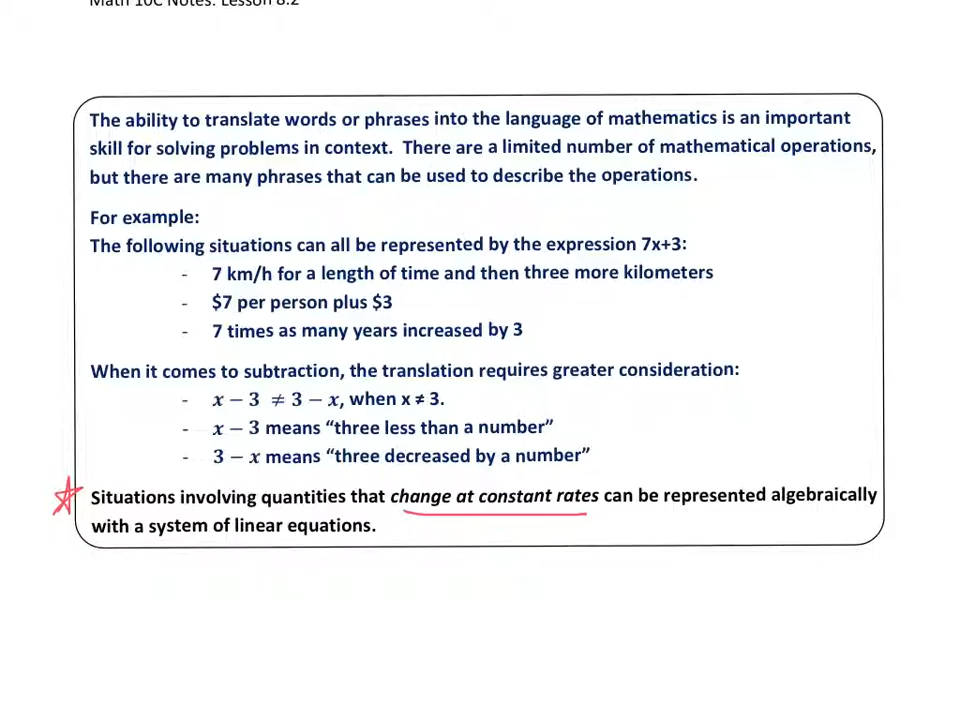 Math 10C Notes: Lesson 8.2
The ability to translate words or phrases into the language of mathematics is an important
skill for solving problems in context. There are a limited number of mathematical operations,
but there are many phrases that can be used to describe the operations.
For example:
The following situations can all be represented by the expression 7x+3:
- 7 km/h for a length of time and then three more kilometers
- $7 per person plus $3
- 7 times as many years increased by 3
When it comes to subtraction, the translation requires greater consideration:
- x − 3 ≠ 3 − x, when x ≠ 3.
- x − 3 means “three less than a number”
- 3 − x means “three decreased by a number”
Situations involving quantities that change at constant rates can be represented algebraically
with a system of linear equations.